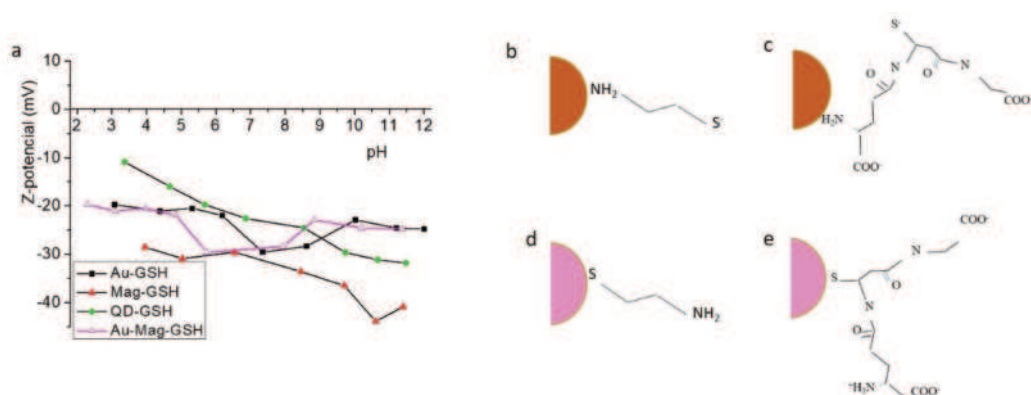 a
10
0
2 3 4 5 6 7 8 9 10 11 12
pH
-10
-20
-30
-40
Z-potencial (mV)
Au-GSH
Mag-GSH
QD-GSH
Au-Mag-GSH
b
NH₂
S⁻
c
S⁻
N
N
O
O
COO⁻
H₂N
COO⁻
d
S
NH₂
e
COO⁻
N
O
S
N
O
⁺H₃N
COO⁻